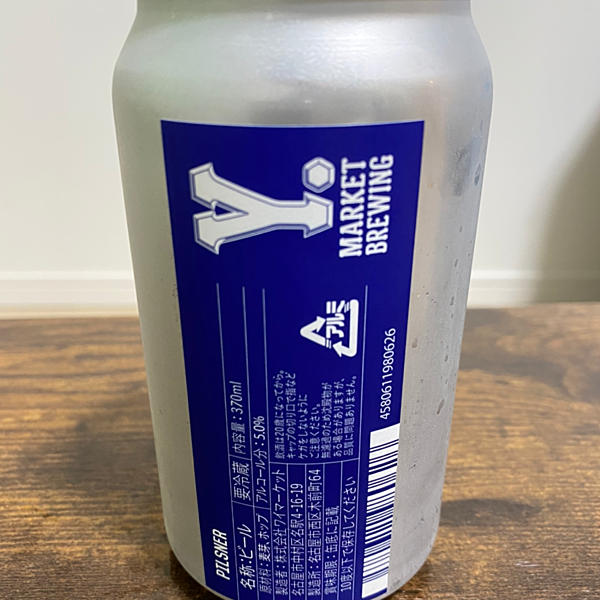 Y.
MARKET
BREWING
PILSNER
名称:ビール 要冷蔵 内容量:370ml
原材料:麦芽、ホップ アルコール分:5.0%
製造者:株式会社ワイマーケット
名古屋市中村区名駅4-16-19
製造所:名古屋市西区木前町64
賞味期限:缶底に記載
10度以下で保存してください
飲酒は20歳になってから。
キャップの切り口で指など
ケガをしないように
ご注意ください。
無濾過のため沈殿物が
ある場合がありますが、
品質に問題ありません。
アルミ
4580611980626